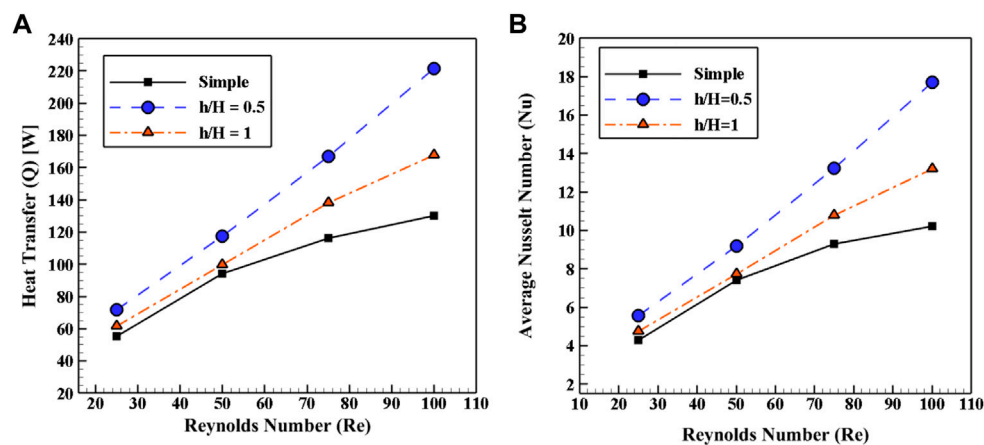 A
Heat Transfer (Q) [W]
240
220
200
180
160
140
120
100
80
60
40
20
Simple
h/H = 0.5
h/H = 1
20 30 40 50 60 70 80 90 100 110
Reynolds Number (Re)
B
Average Nusselt Number (Nu)
20
18
16
14
12
10
8
6
4
2
Simple
h/H=0.5
h/H=1
10 20 30 40 50 60 70 80 90 100 110
Reynolds Number (Re)